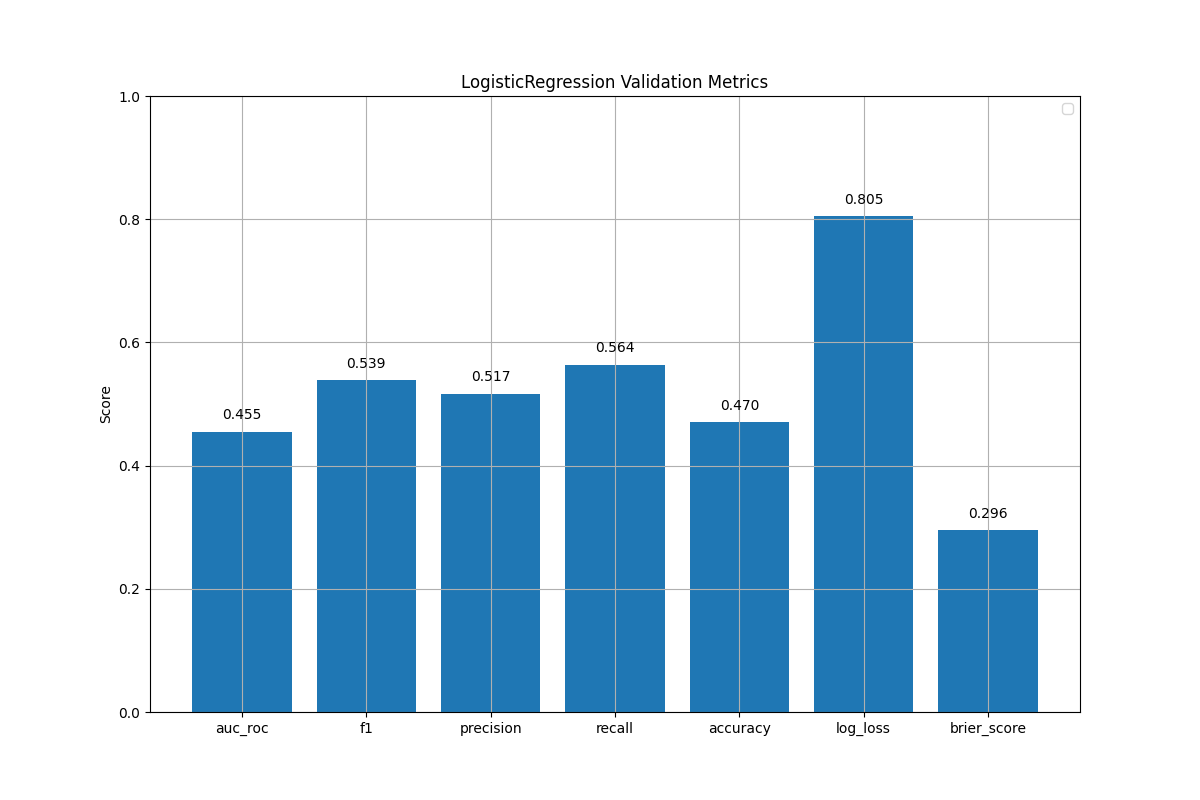 LogisticRegression Validation Metrics
1.0
0.8
0.6
0.4
0.2
0.0
Score
0.455
0.539
0.517
0.564
0.470
0.805
0.296
auc_roc
f1
precision
recall
accuracy
log_loss
brier_score